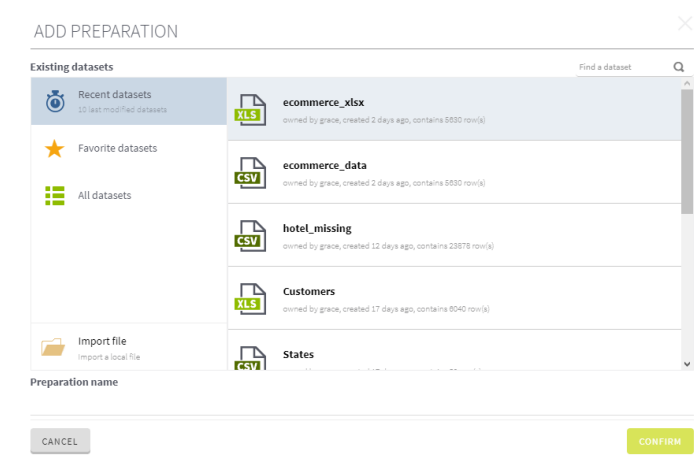 ADD PREPARATION
Existing datasets
Find a dataset
Recent datasets
10 last modified datasets
Favorite datasets
All datasets
Import file
Import a local file
XLS
ecommerce_xlsx
owned by grace, created 2 days ago, contains 5630 row(s)
CSV
ecommerce_data
owned by grace, created 2 days ago, contains 5630 row(s)
CSV
hotel_missing
owned by grace, created 12 days ago, contains 23878 row(s)
XLS
Customers
owned by grace, created 17 days ago, contains 6040 row(s)
CSV
States
Preparation name
CANCEL
CONFIRM